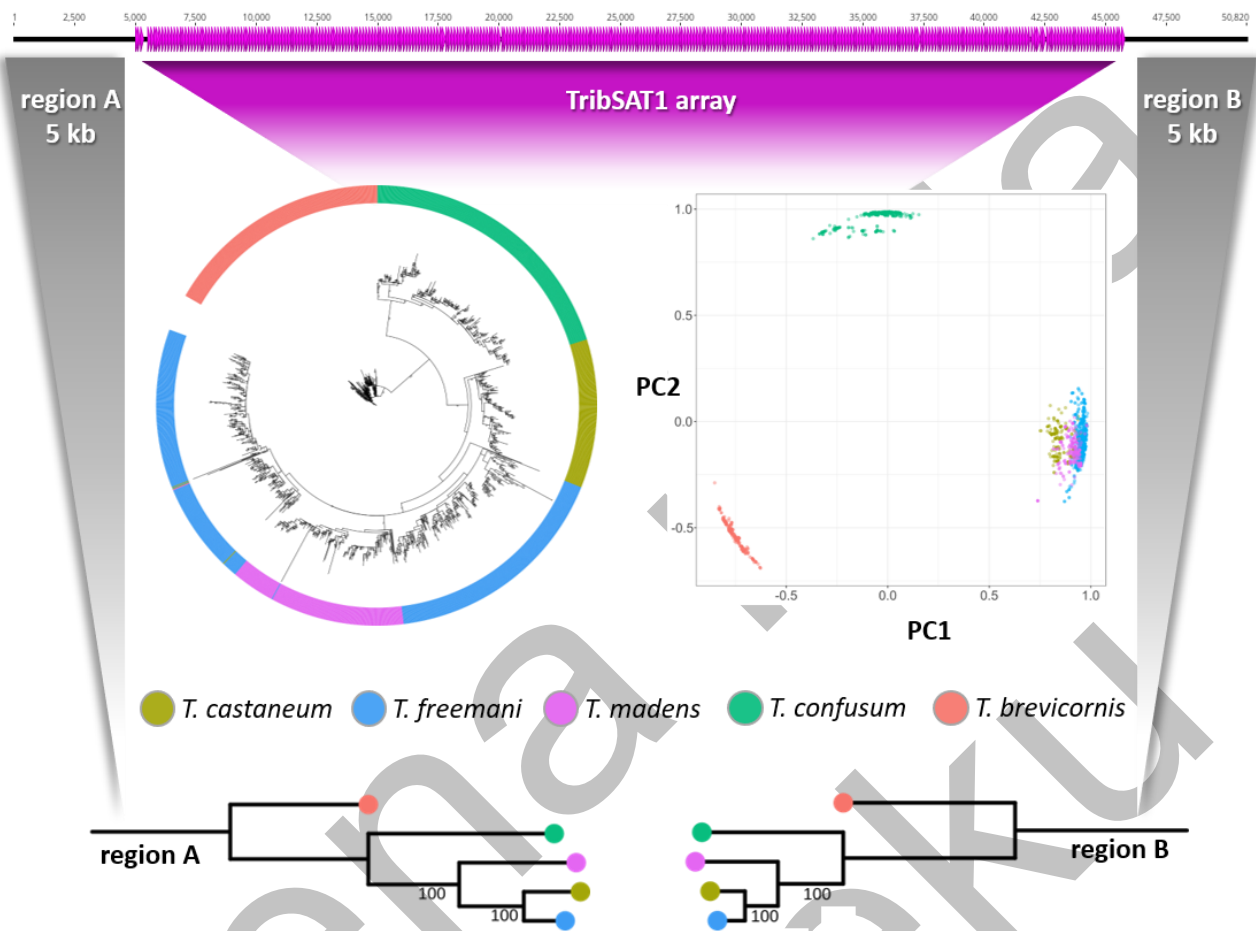 1 2,500 5,000 7,500 10,000 12,500 15,000 17,500 20,000 22,500 25,000 27,500 30,000 32,500 35,000 37,500 40,000 42,500 45,000 47,500 50,820
region A
5 kb
TribSAT1 array
region B
5 kb
1.0
0.5
PC2
0.0
-0.5
-0.5 0.0 0.5 1.0
PC1
T. castaneum T. freemani T. madens T. confusum T. brevicornis
region A
region B
100
100
100
100